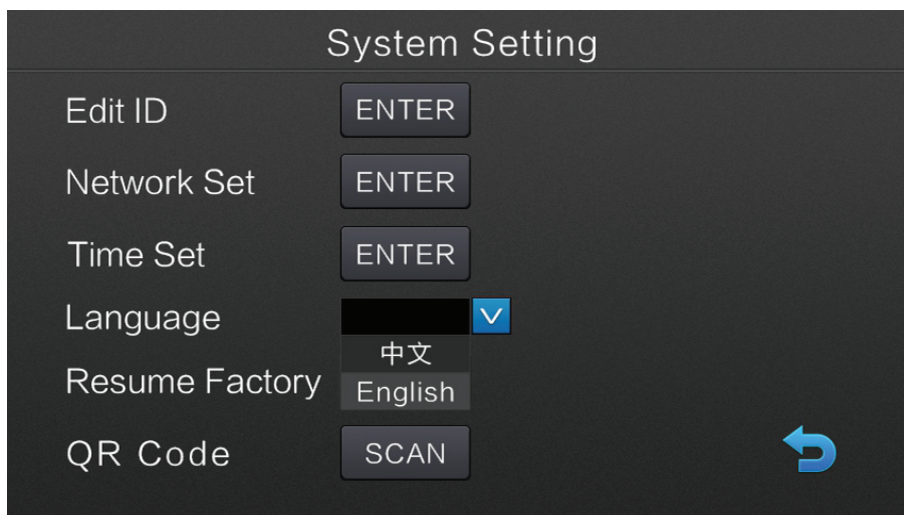 System Setting
Edit ID ENTER
Network Set ENTER
Time Set ENTER
Language
中文
Resume Factory English
QR Code SCAN